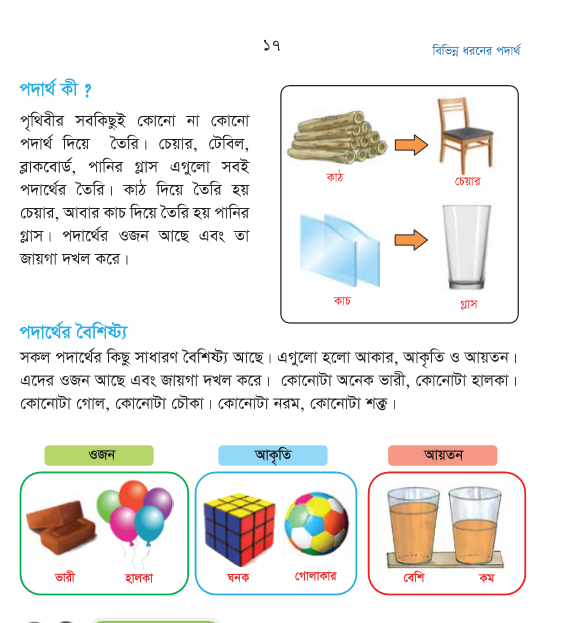 ১৭
বিভিন্ন ধরনের পদার্থ
পদার্থ কী ?
পৃথিবীর সবকিছুই কোনো না কোনো
পদার্থ দিয়ে তৈরি। চেয়ার, টেবিল,
ব্লাকবোর্ড, পানির গ্লাস এগুলো সবই
পদার্থের তৈরি। কাঠ দিয়ে তৈরি হয়
চেয়ার, আবার কাচ দিয়ে তৈরি হয় পানির
গ্লাস। পদার্থের ওজন আছে এবং তা
জায়গা দখল করে।
কাঠ
চেয়ার
কাচ
গ্লাস
পদার্থের বৈশিষ্ট্য
সকল পদার্থের কিছু সাধারণ বৈশিষ্ট্য আছে। এগুলো হলো আকার, আকৃতি ও আয়তন।
এদের ওজন আছে এবং জায়গা দখল করে। কোনোটা অনেক ভারী, কোনোটা হালকা।
কোনোটা গোল, কোনোটা চৌকা। কোনোটা নরম, কোনোটা শক্ত।
ওজন
আকৃতি
আয়তন
ভারী
হালকা
ঘনক
গোলাকার
বেশি
কম